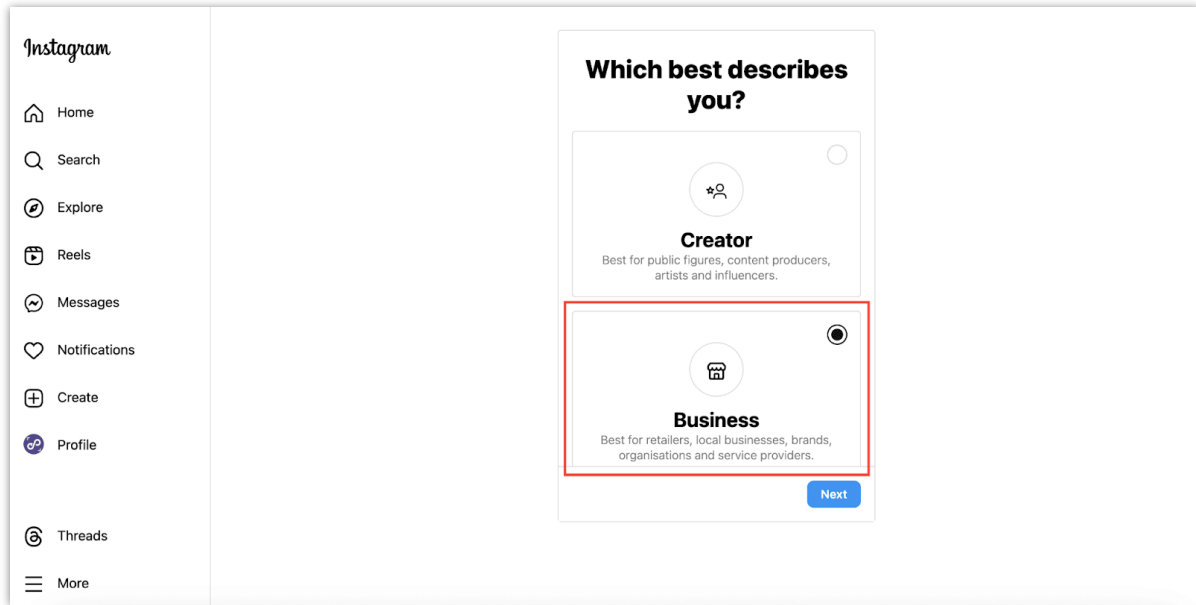 Instagram
Home
Search
Explore
Reels
Messages
Notifications
Create
Profile
Threads
More
Which best describes
you?
Creator
Best for public figures, content producers,
artists and influencers.
Business
Best for retailers, local businesses, brands,
organisations and service providers.
Next